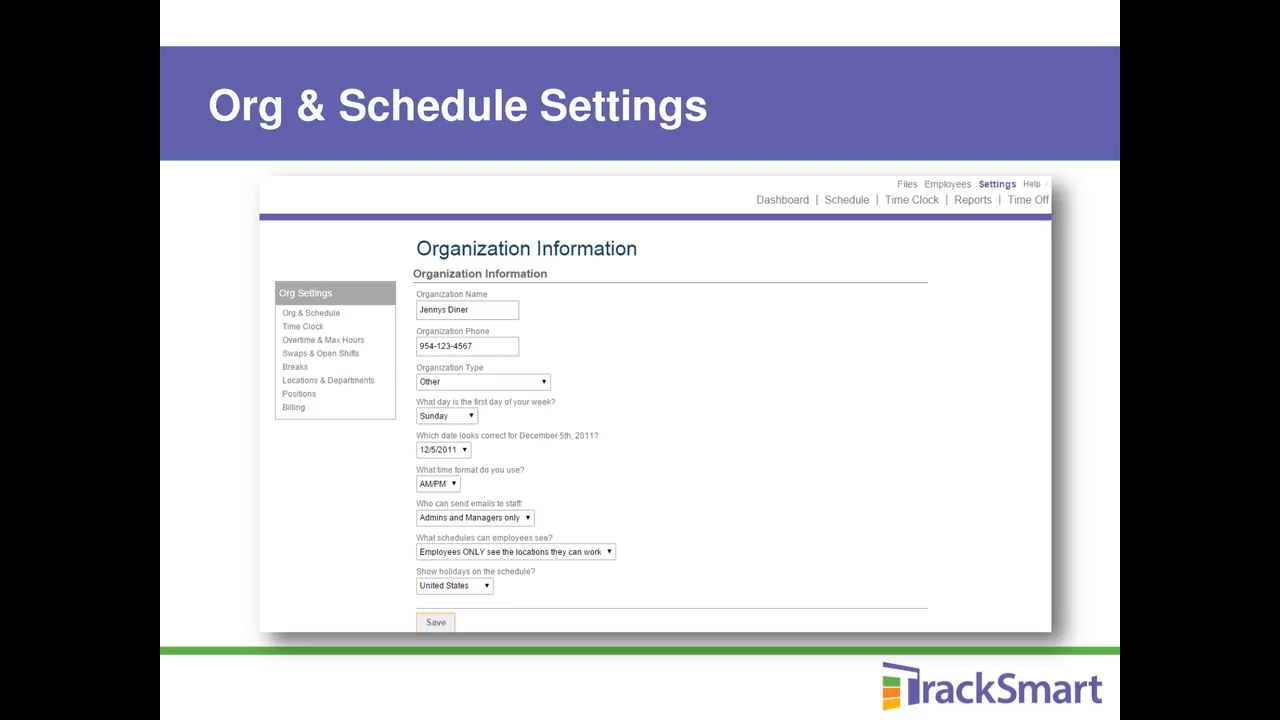 Org & Schedule Settings
Files Employees Settings Help
Dashboard | Schedule | Time Clock | Reports | Time Off
Organization Information
Organization Information
Org Settings
Org & Schedule
Time Clock
Overtime & Max Hours
Swaps & Open Shifts
Breaks
Locations & Departments
Positions
Billing
Organization Name
Jennys Diner
Organization Phone
954-123-4567
Organization Type
Other
What day is the first day of your week?
Sunday
Which date looks correct for December 5th, 2011?
12/5/2011
What time format do you use?
AM/PM
Who can send emails to staff:
Admins and Managers only
What schedules can employees see?
Employees ONLY see the locations they can work
Show holidays on the schedule?
United States
Save
TrackSmart